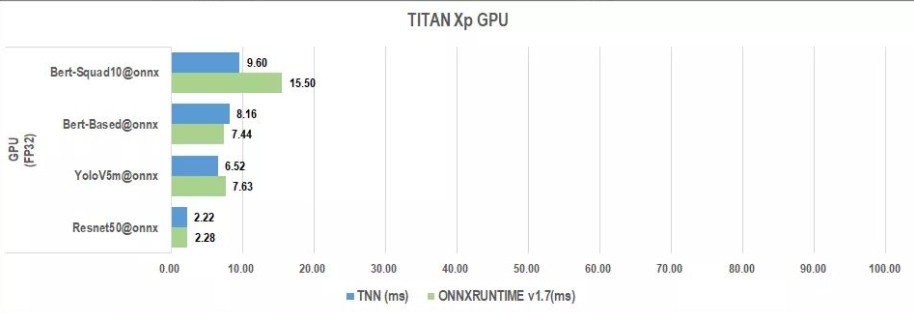 TITAN Xp GPU
GPU
(FP32)
Bert-Squad10@onnx
9.60
15.50
Bert-Based@onnx
8.16
7.44
YoloV5m@onnx
6.52
7.63
Resnet50@onnx
2.22
2.28
0.00 10.00 20.00 30.00 40.00 50.00 60.00 70.00 80.00 90.00 100.00
TNN (ms) ONNXRUNTIME v1.7(ms)